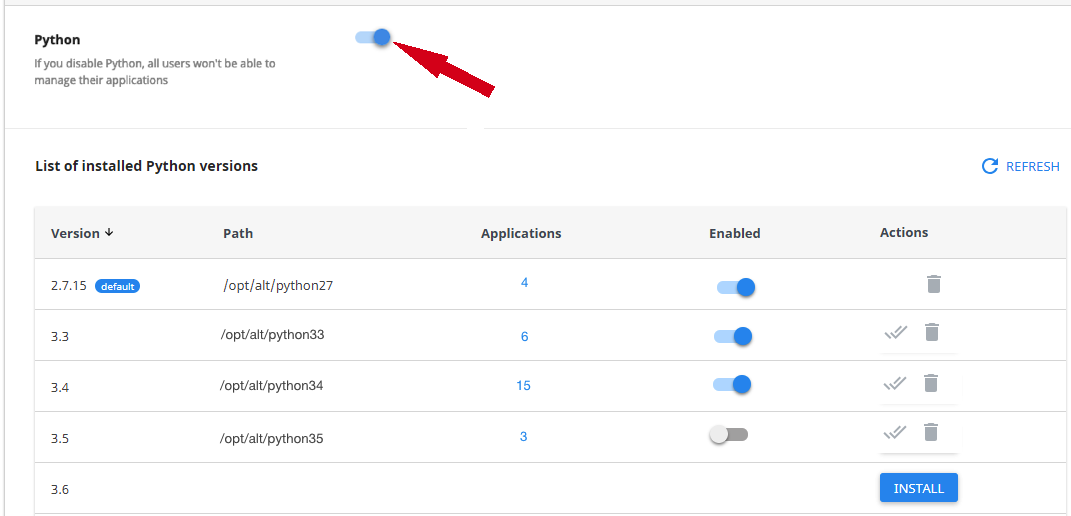 Python
If you disable Python, all users won't be able to
manage their applications
List of installed Python versions
REFRESH
Version Path Applications Enabled Actions
2.7.15 default /opt/alt/python27 4
3.3 /opt/alt/python33 6
3.4 /opt/alt/python34 15
3.5 /opt/alt/python35 3
3.6 INSTALL